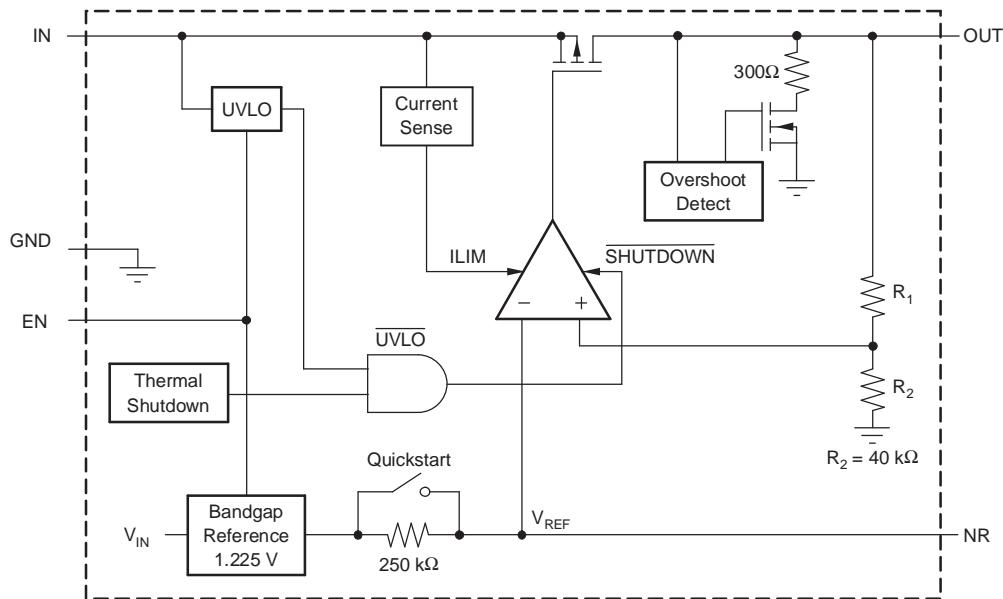 IN
OUT
300Ω
UVLO
Current
Sense
Overshoot
Detect
GND
ILIM
SHUTDOWN
− +
R1
EN
UVLO
Thermal
Shutdown
R2
R2 = 40 kΩ
Quickstart
VIN
Bandgap
Reference
1.225 V
VREF
NR
250 kΩ